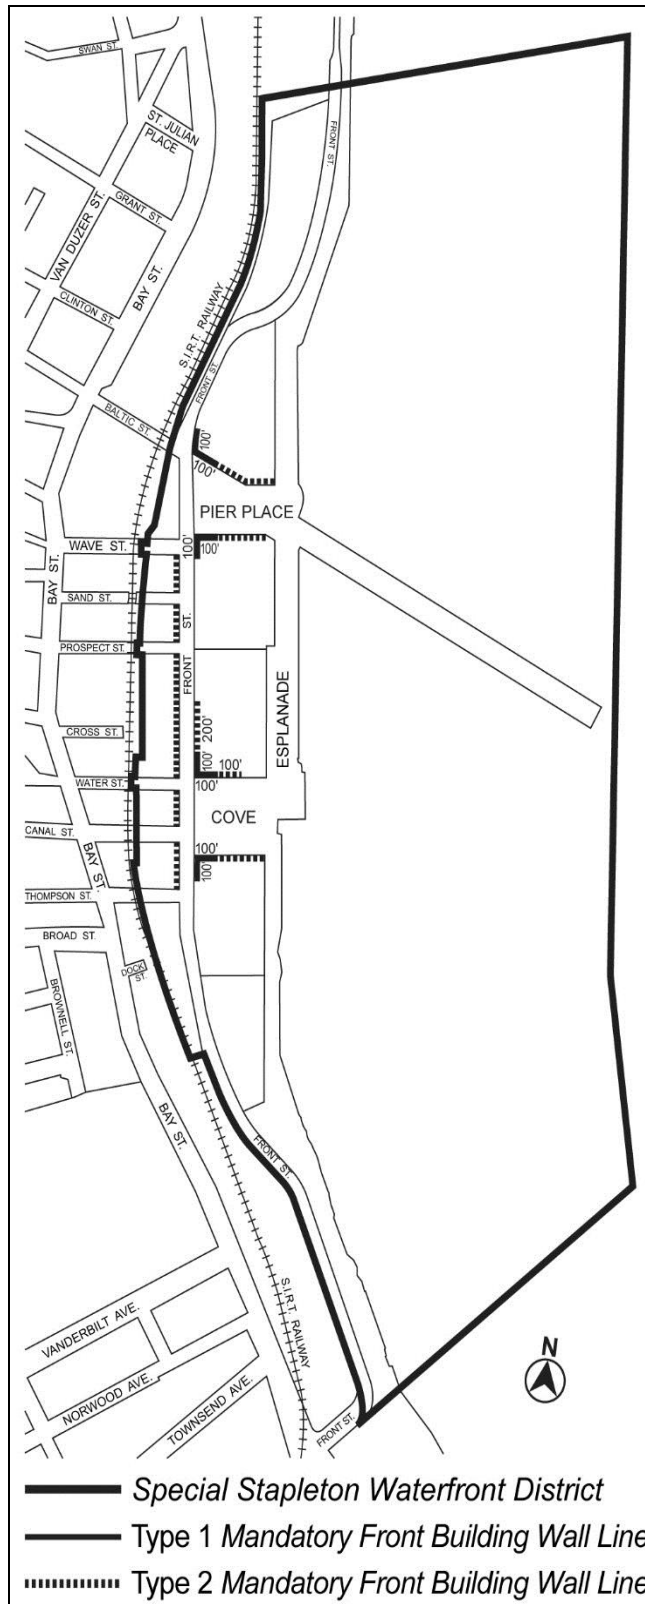 SWAN ST.
ST. JULIAN
PLACE
FRONT ST.
GRANT ST.
VAN DUZER ST.
BAY ST.
CLINTON ST.
S.I.R.T. RAILWAY
FRONT ST.
BALTIC ST.
100'
100'
PIER PLACE
WAVE ST.
100'
100'
BAY ST.
SAND ST.
ST.
PROSPECT ST.
FRONT
ESPLANADE
200'
CROSS ST.
100'
100'
WATER ST.
100'
COVE
CANAL ST.
BAY ST.
100'
100'
THOMPSON ST.
BROAD ST.
DOCK
ST.
BROWNELL ST.
BAY ST.
FRONT ST.
S.I.R.T. RAILWAY
VANDERBILT AVE.
NORWOOD AVE.
TOWNSEND AVE.
FRONT ST.
N
Special Stapleton Waterfront District
Type 1 Mandatory Front Building Wall Line
Type 2 Mandatory Front Building Wall Line